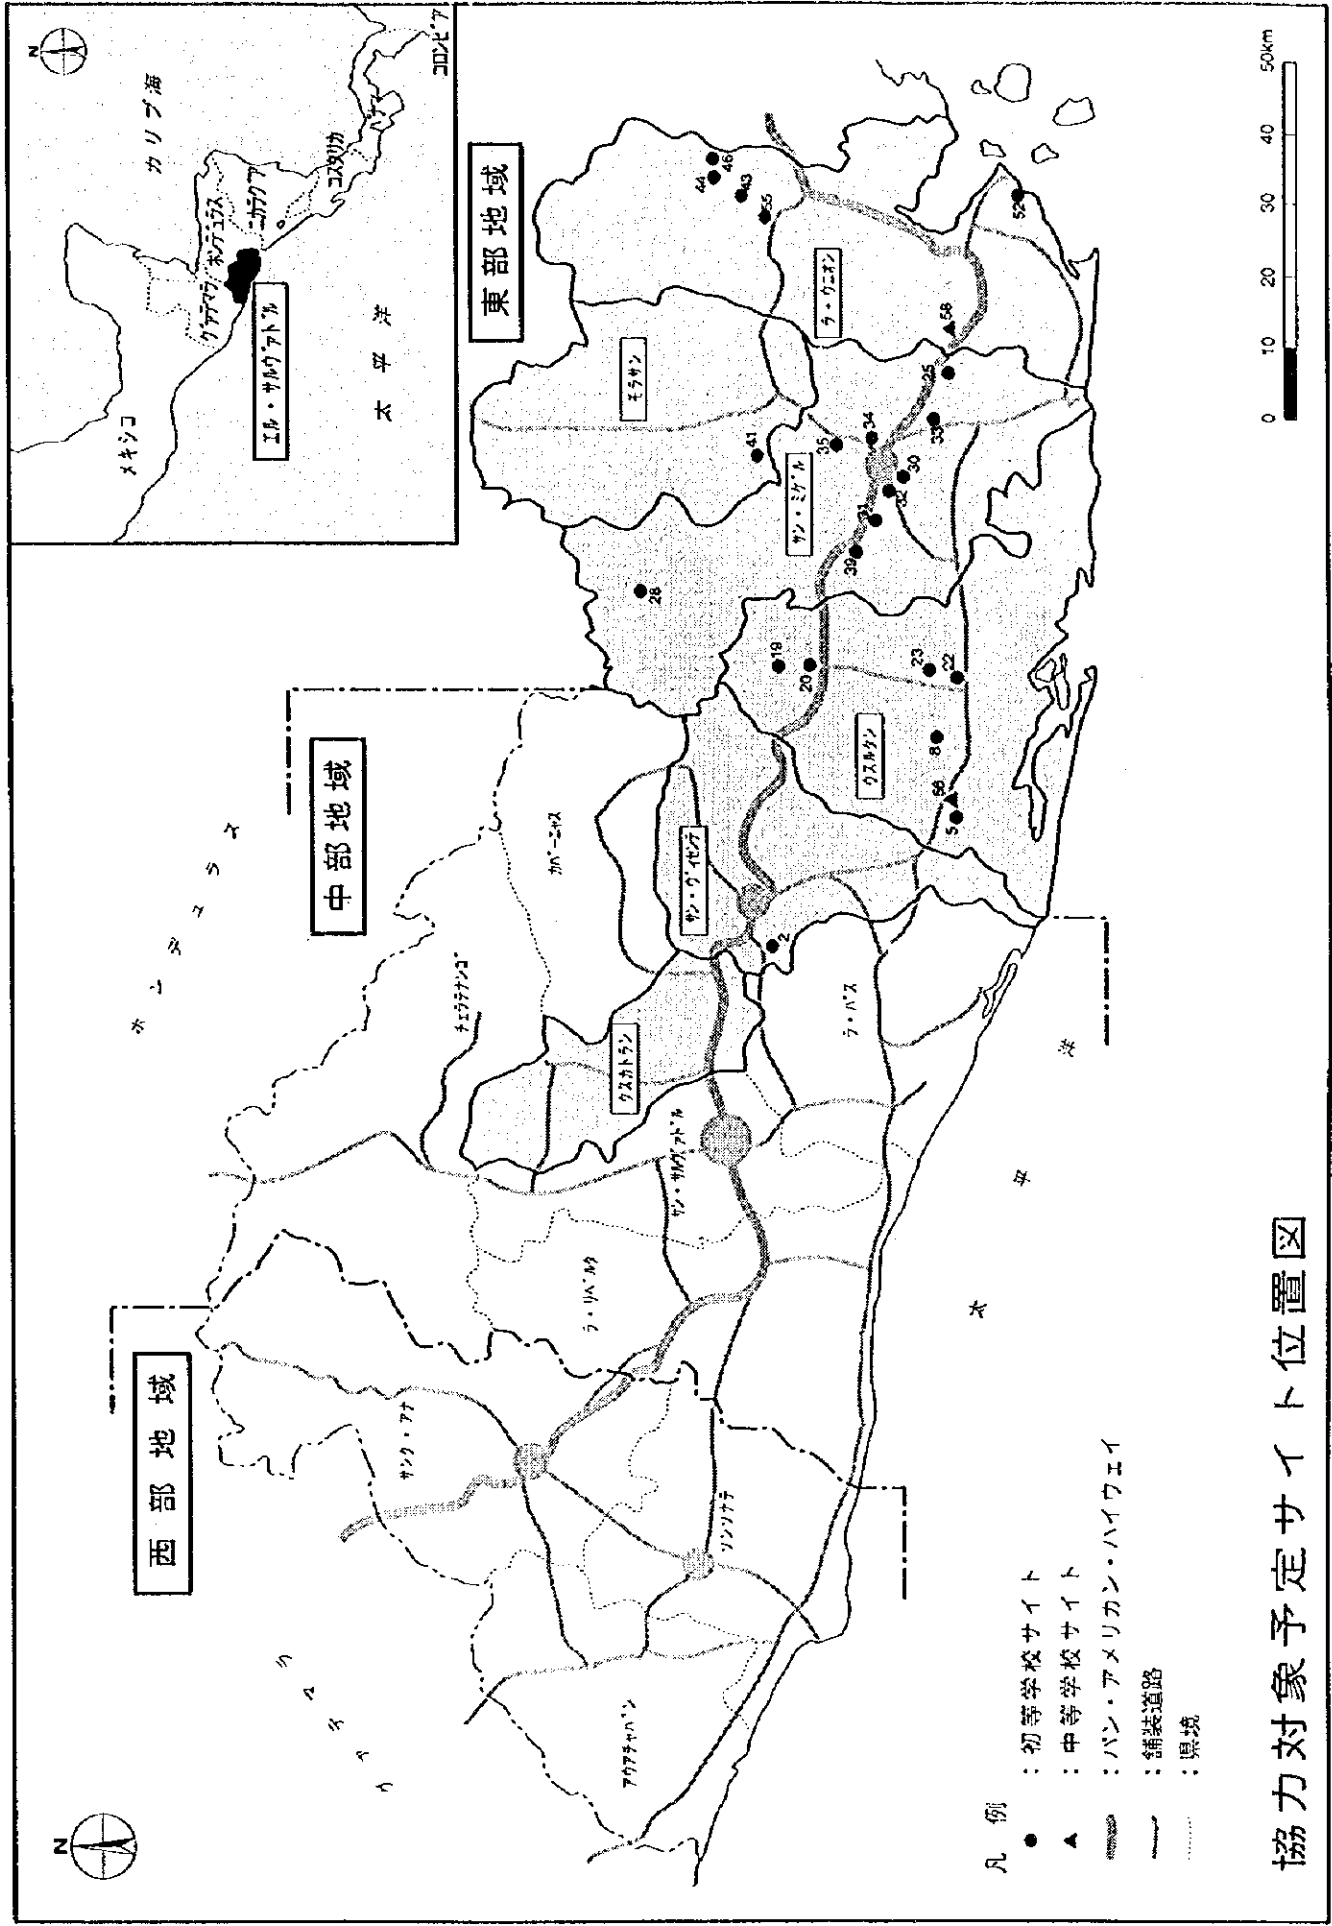 協力対象予定サイト位置図
N
西部地域
中部地域
東部地域
グァテマラ
ホンデュラス
太平洋
サンタ・アナ
アウアチャパン
ソンソナテ
ラ・リベルタ
サン・サルヴァドル
チェラテナンゴ
カバーニャス
クスカトラン
ラ・パス
サン・ヴィセンテ
ウスルタン
サン・ミゲル
モラサン
ラ・ウニオン
2
5
56
8
22
23
19
20
28
39
31
32
30
34
35
33
41
25
58
55
43
44
46
52
凡例
●：初等学校サイト
▲：中等学校サイト
：パン・アメリカン・ハイウェイ
：舗装道路
：県境
0 10 20 30 40 50km
N
メキシコ
カリブ海
グァテマラ
ホンデュラス
ニカラグア
コスタリカ
パナマ
コロンビア
エル・サルヴァドル
太平洋